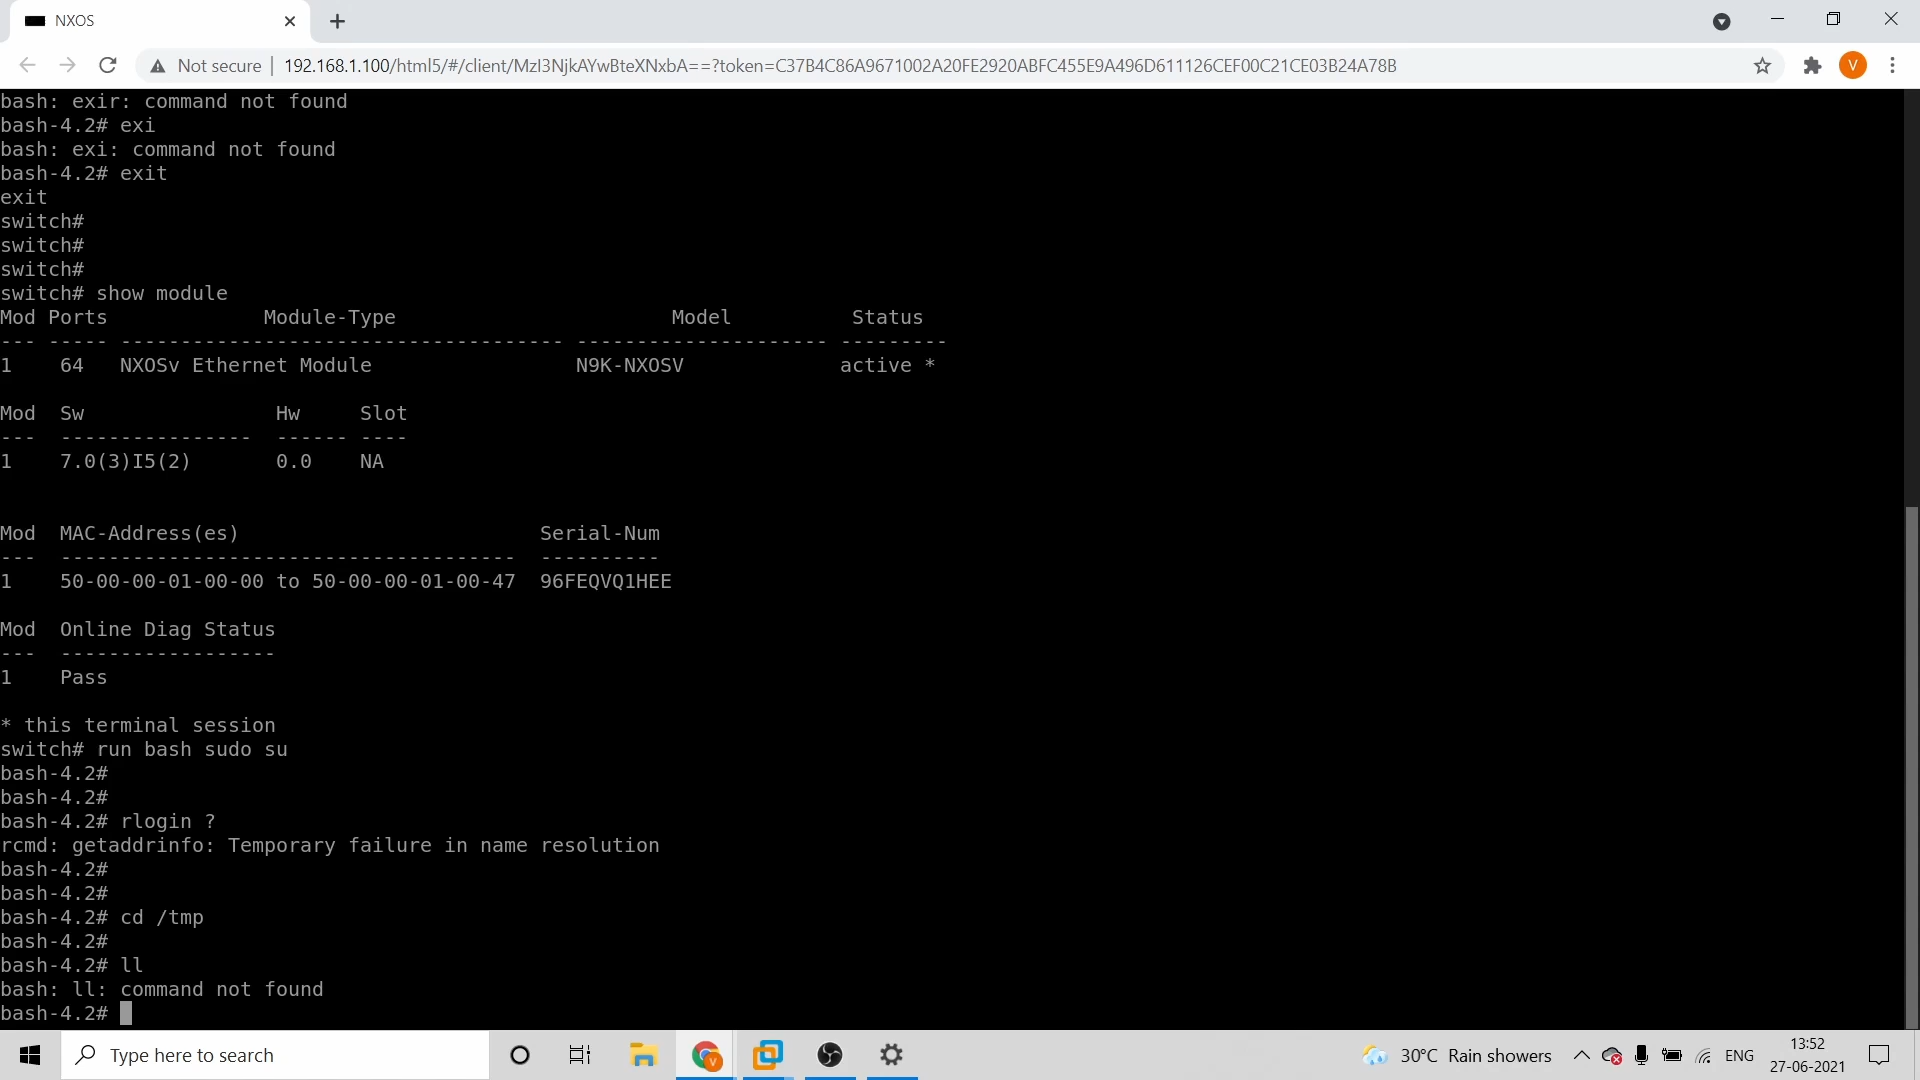 NXOS
Not secure
192.168.1.100/html5/#/client/MzI3NjkAYwBteXNxbA==?token=C37B4C86A9671002A20FE2920ABFC455E9A496D611126CEF00C21CE03B24A78B
V
bash: exir: command not found
bash-4.2# exi
bash: exi: command not found
bash-4.2# exit
exit
switch#
switch#
switch#
switch# show module
Mod Ports             Module-Type                       Model          Status
--- ----- ------------------------------------- --------------------- ---------
1    64   NXOSv Ethernet Module                 N9K-NXOSV             active *

Mod  Sw                Hw     Slot
---  ----------------  ------ ----
1    7.0(3)I5(2)       0.0    NA

Mod  MAC-Address(es)                         Serial-Num
---  --------------------------------------  ----------
1    50-00-00-01-00-00 to 50-00-00-01-00-47  96FEQVQ1HEE

Mod  Online Diag Status
---  ------------------
1    Pass

* this terminal session
switch# run bash sudo su
bash-4.2#
bash-4.2#
bash-4.2# rlogin ?
rcmd: getaddrinfo: Temporary failure in name resolution
bash-4.2#
bash-4.2#
bash-4.2# cd /tmp
bash-4.2#
bash-4.2# ll
bash: ll: command not found
bash-4.2#
Type here to search
V
30°C Rain showers
ENG
13:52
27-06-2021